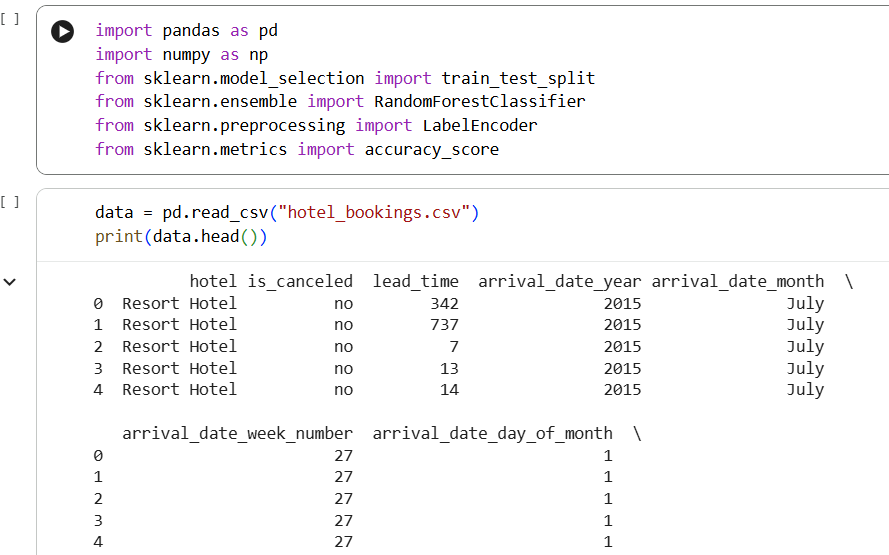 [ ]
import pandas as pd
import numpy as np
from sklearn.model_selection import train_test_split
from sklearn.ensemble import RandomForestClassifier
from sklearn.preprocessing import LabelEncoder
from sklearn.metrics import accuracy_score
[ ]
data = pd.read_csv("hotel_bookings.csv")
print(data.head())
hotel is_canceled lead_time arrival_date_year arrival_date_month \
0 Resort Hotel no 342 2015 July
1 Resort Hotel no 737 2015 July
2 Resort Hotel no 7 2015 July
3 Resort Hotel no 13 2015 July
4 Resort Hotel no 14 2015 July
arrival_date_week_number arrival_date_day_of_month \
0 27 1
1 27 1
2 27 1
3 27 1
4 27 1